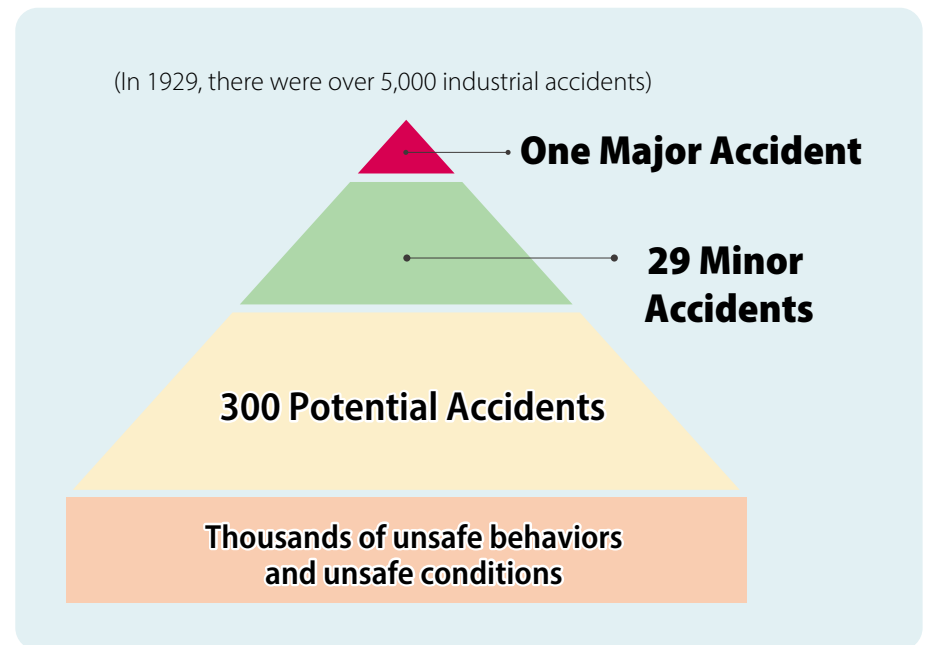 (In 1929, there were over 5,000 industrial accidents)
One Major Accident
29 Minor
Accidents
300 Potential Accidents
Thousands of unsafe behaviors
and unsafe conditions